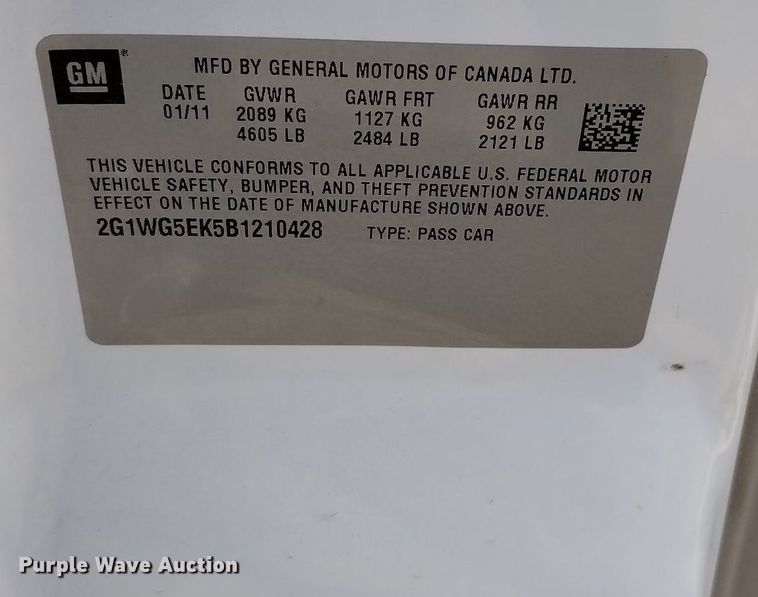 GM®
MFD BY GENERAL MOTORS OF CANADA LTD.
DATE GVWR GAWR FRT GAWR RR
01/11 2089 KG 1127 KG 962 KG
4605 LB 2484 LB 2121 LB
THIS VEHICLE CONFORMS TO ALL APPLICABLE U.S. FEDERAL MOTOR
VEHICLE SAFETY, BUMPER, AND THEFT PREVENTION STANDARDS IN
EFFECT ON THE DATE OF MANUFACTURE SHOWN ABOVE.
2G1WG5EK5B1210428 TYPE: PASS CAR
Purple Wave Auction